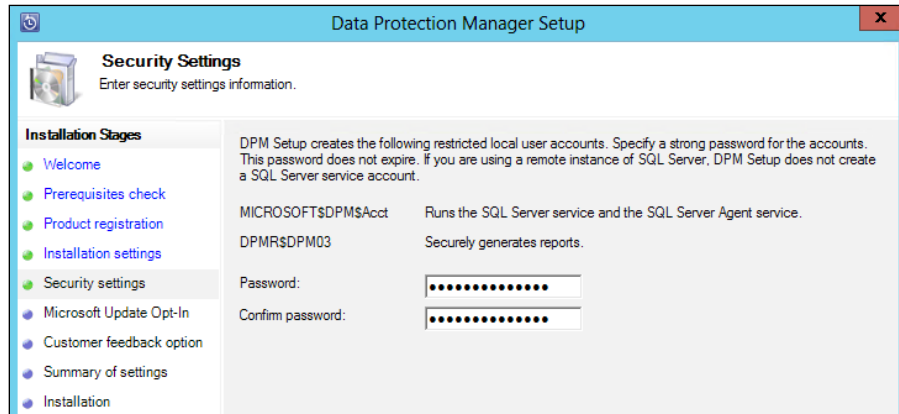 Data Protection Manager Setup
x
Security Settings
Enter security settings information.
Installation Stages
Welcome
Prerequisites check
Product registration
Installation settings
Security settings
Microsoft Update Opt-In
Customer feedback option
Summary of settings
Installation
DPM Setup creates the following restricted local user accounts. Specify a strong password for the accounts.
This password does not expire. If you are using a remote instance of SQL Server, DPM Setup does not create
a SQL Server service account.
MICROSOFT$DPM$Acct Runs the SQL Server service and the SQL Server Agent service.
DPMR$DPM03 Securely generates reports.
Password: ••••••••••••••
Confirm password: ••••••••••••••